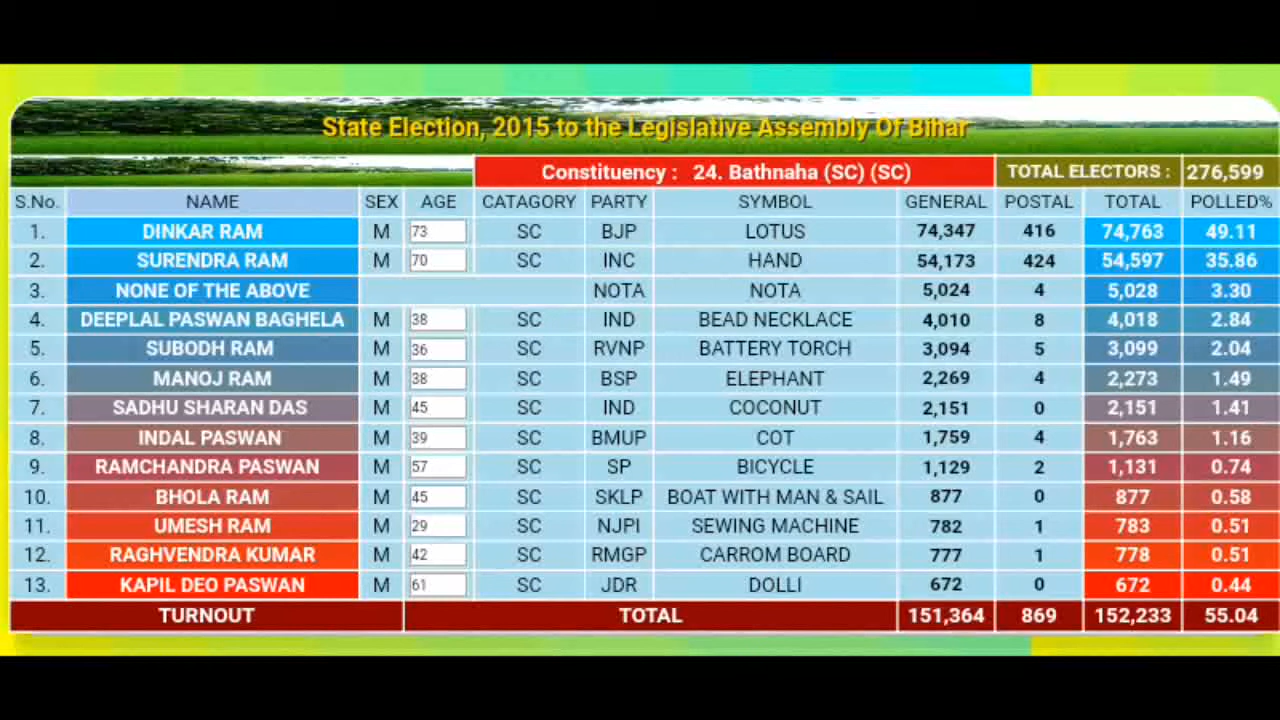 State Election, 2015 to the Legislative Assembly Of Bihar
Constituency : 24. Bathnaha (SC) (SC) TOTAL ELECTORS : 276,599
S.No. NAME SEX AGE CATAGORY PARTY SYMBOL GENERAL POSTAL TOTAL POLLED%
1. DINKAR RAM M 73 SC BJP LOTUS 74,347 416 74,763 49.11
2. SURENDRA RAM M 70 SC INC HAND 54,173 424 54,597 35.86
3. NONE OF THE ABOVE NOTA NOTA 5,024 4 5,028 3.30
4. DEEPLAL PASWAN BAGHELA M 38 SC IND BEAD NECKLACE 4,010 8 4,018 2.84
5. SUBODH RAM M 36 SC RVNP BATTERY TORCH 3,094 5 3,099 2.04
6. MANOJ RAM M 38 SC BSP ELEPHANT 2,269 4 2,273 1.49
7. SADHU SHARAN DAS M 45 SC IND COCONUT 2,151 0 2,151 1.41
8. INDAL PASWAN M 39 SC BMUP COT 1,759 4 1,763 1.16
9. RAMCHANDRA PASWAN M 57 SC SP BICYCLE 1,129 2 1,131 0.74
10. BHOLA RAM M 45 SC SKLP BOAT WITH MAN & SAIL 877 0 877 0.58
11. UMESH RAM M 29 SC NJPI SEWING MACHINE 782 1 783 0.51
12. RAGHVENDRA KUMAR M 42 SC RMGP CARROM BOARD 777 1 778 0.51
13. KAPIL DEO PASWAN M 61 SC JDR DOLLI 672 0 672 0.44
TURNOUT TOTAL 151,364 869 152,233 55.04